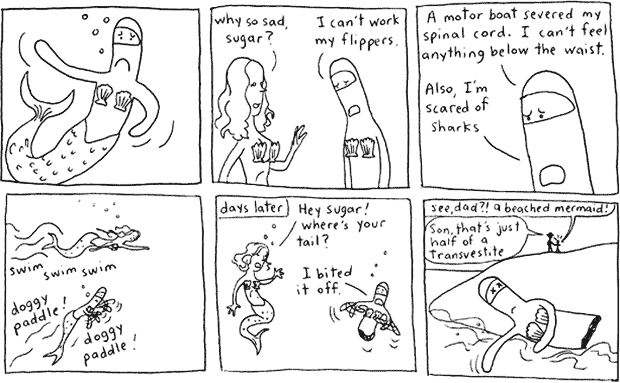 why so sad,
sugar?
I can't work
my flippers.
A motor boat severed my
spinal cord. I can't feel
anything below the waist.
Also, I'm
scared of
sharks
swim swim swim
doggy
paddle!
doggy
paddle!
days later
Hey sugar!
where's your
tail?
I bited
it off.
see, dad?! a beached mermaid!
Son, that's just
half of a
transvestite